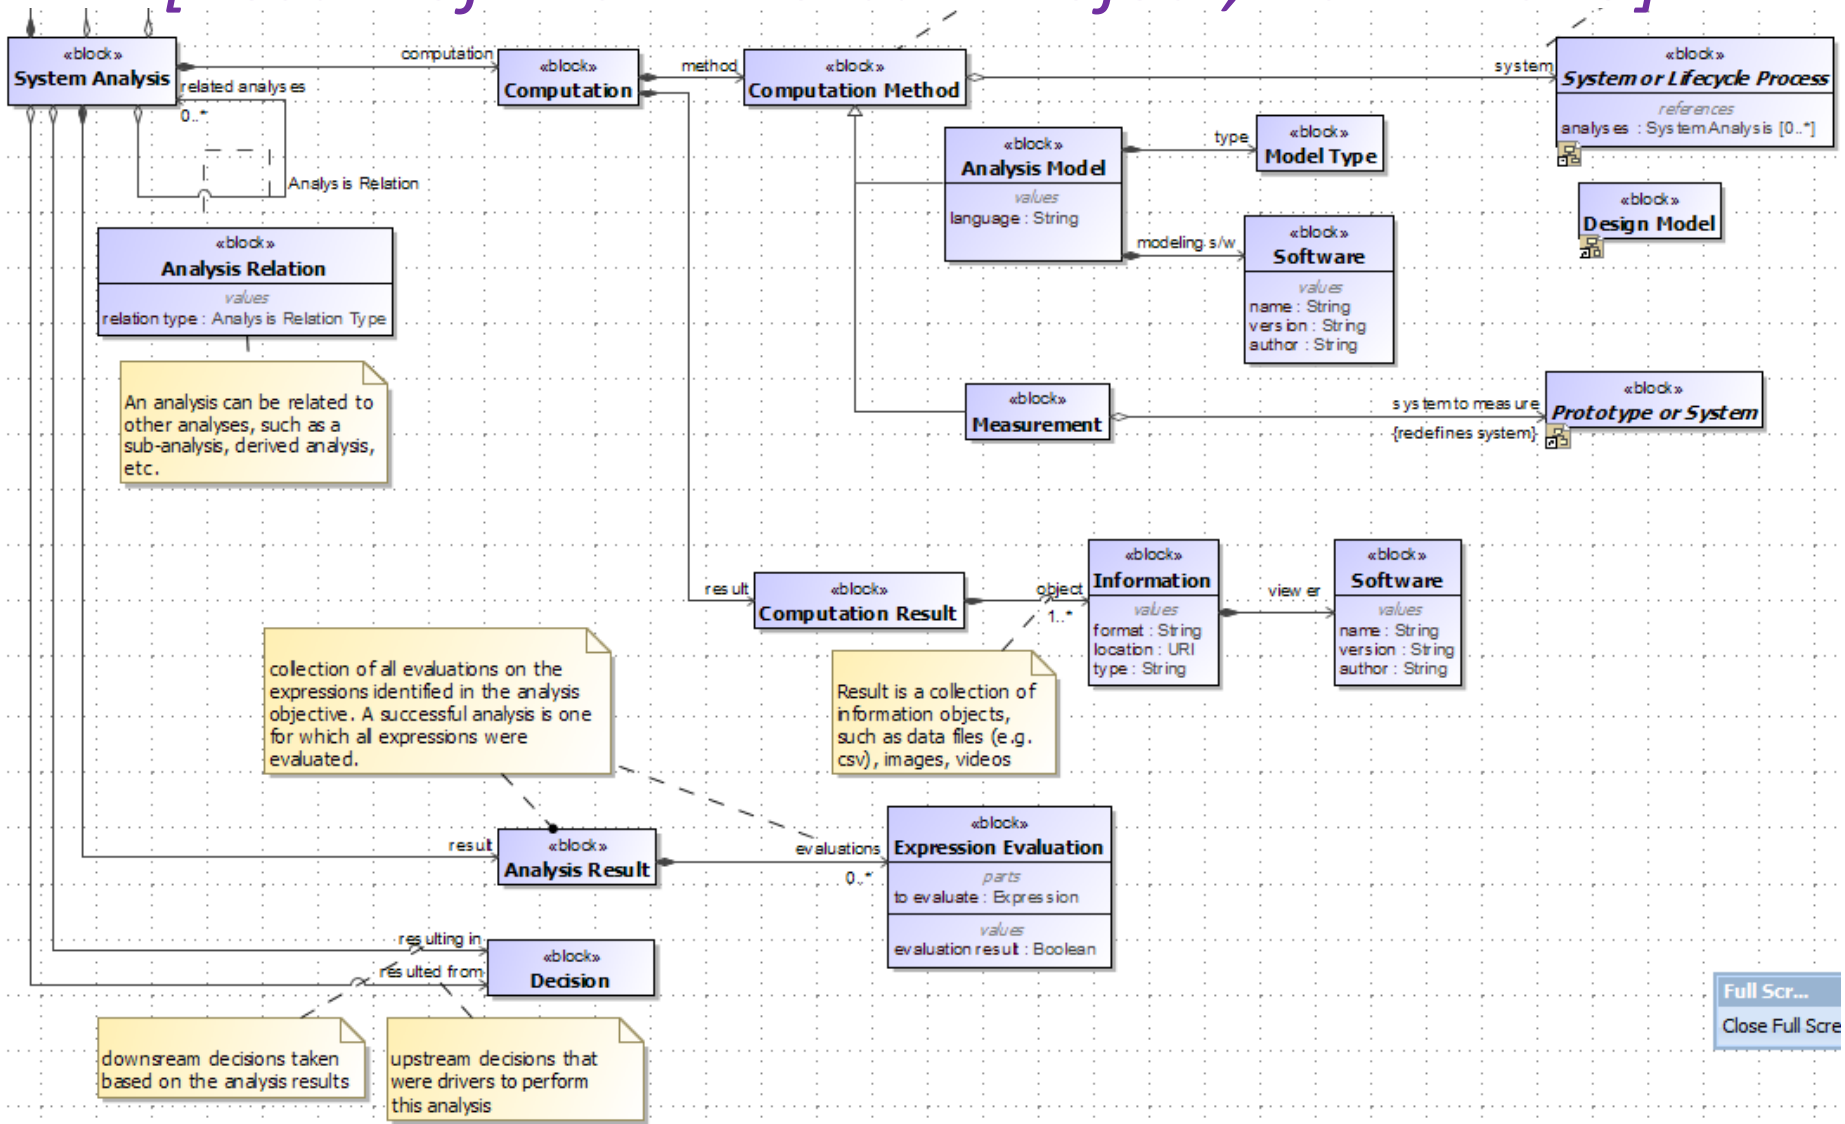 «block»
System Analysis
computation
related analyses
0..*
Analysis Relation
«block»
Computation
method
«block»
Computation Method
system
«block»
System or Lifecycle Process
references
analyses : System Analysis [0..*]
«block»
Analysis Model
values
language : String
type
«block»
Model Type
«block»
Design Model
modeling s/w
«block»
Software
values
name : String
version : String
author : String
«block»
Analysis Relation
values
relation type : Analysis Relation Type
An analysis can be related to
other analyses, such as a
sub-analysis, derived analysis,
etc.
«block»
Measurement
system to measure
{redefines system}
«block»
Prototype or System
result
«block»
Computation Result
object
1..*
«block»
Information
values
format : String
location : URI
type : String
viewer
«block»
Software
values
name : String
version : String
author : String
collection of all evaluations on the
expressions identified in the analysis
objective. A successful analysis is one
for which all expressions were
evaluated.
Result is a collection of
information objects,
such as data files (e.g.
csv), images, videos
result
«block»
Analysis Result
evaluations
0..*
«block»
Expression Evaluation
parts
to evaluate : Expression
values
evaluation result : Boolean
resulting in
resulted from
«block»
Decision
downsream decisions taken
based on the analysis results
upstream decisions that
were drivers to perform
this analysis
Full Scr...
Close Full Scre